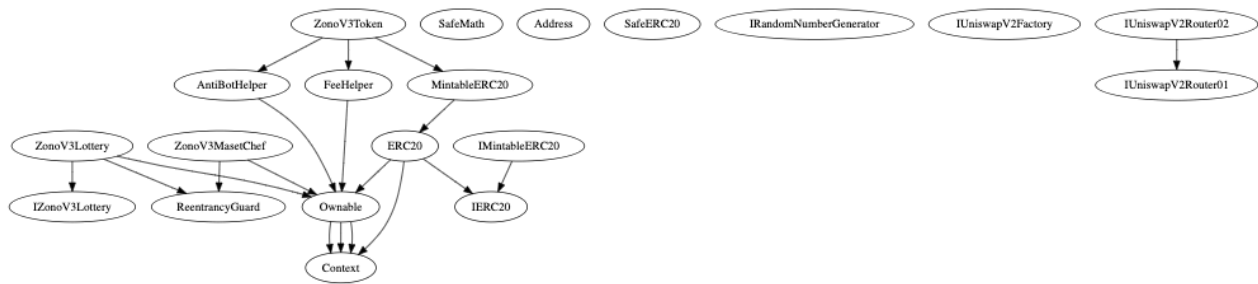 ZonoV3Token
SafeMath
Address
SafeERC20
IRandomNumberGenerator
IUniswapV2Factory
IUniswapV2Router02
AntiBotHelper
FeeHelper
MintableERC20
IUniswapV2Router01
ZonoV3Lottery
ZonoV3MasetChef
ERC20
IMintableERC20
IZonoV3Lottery
ReentrancyGuard
Ownable
IERC20
Context